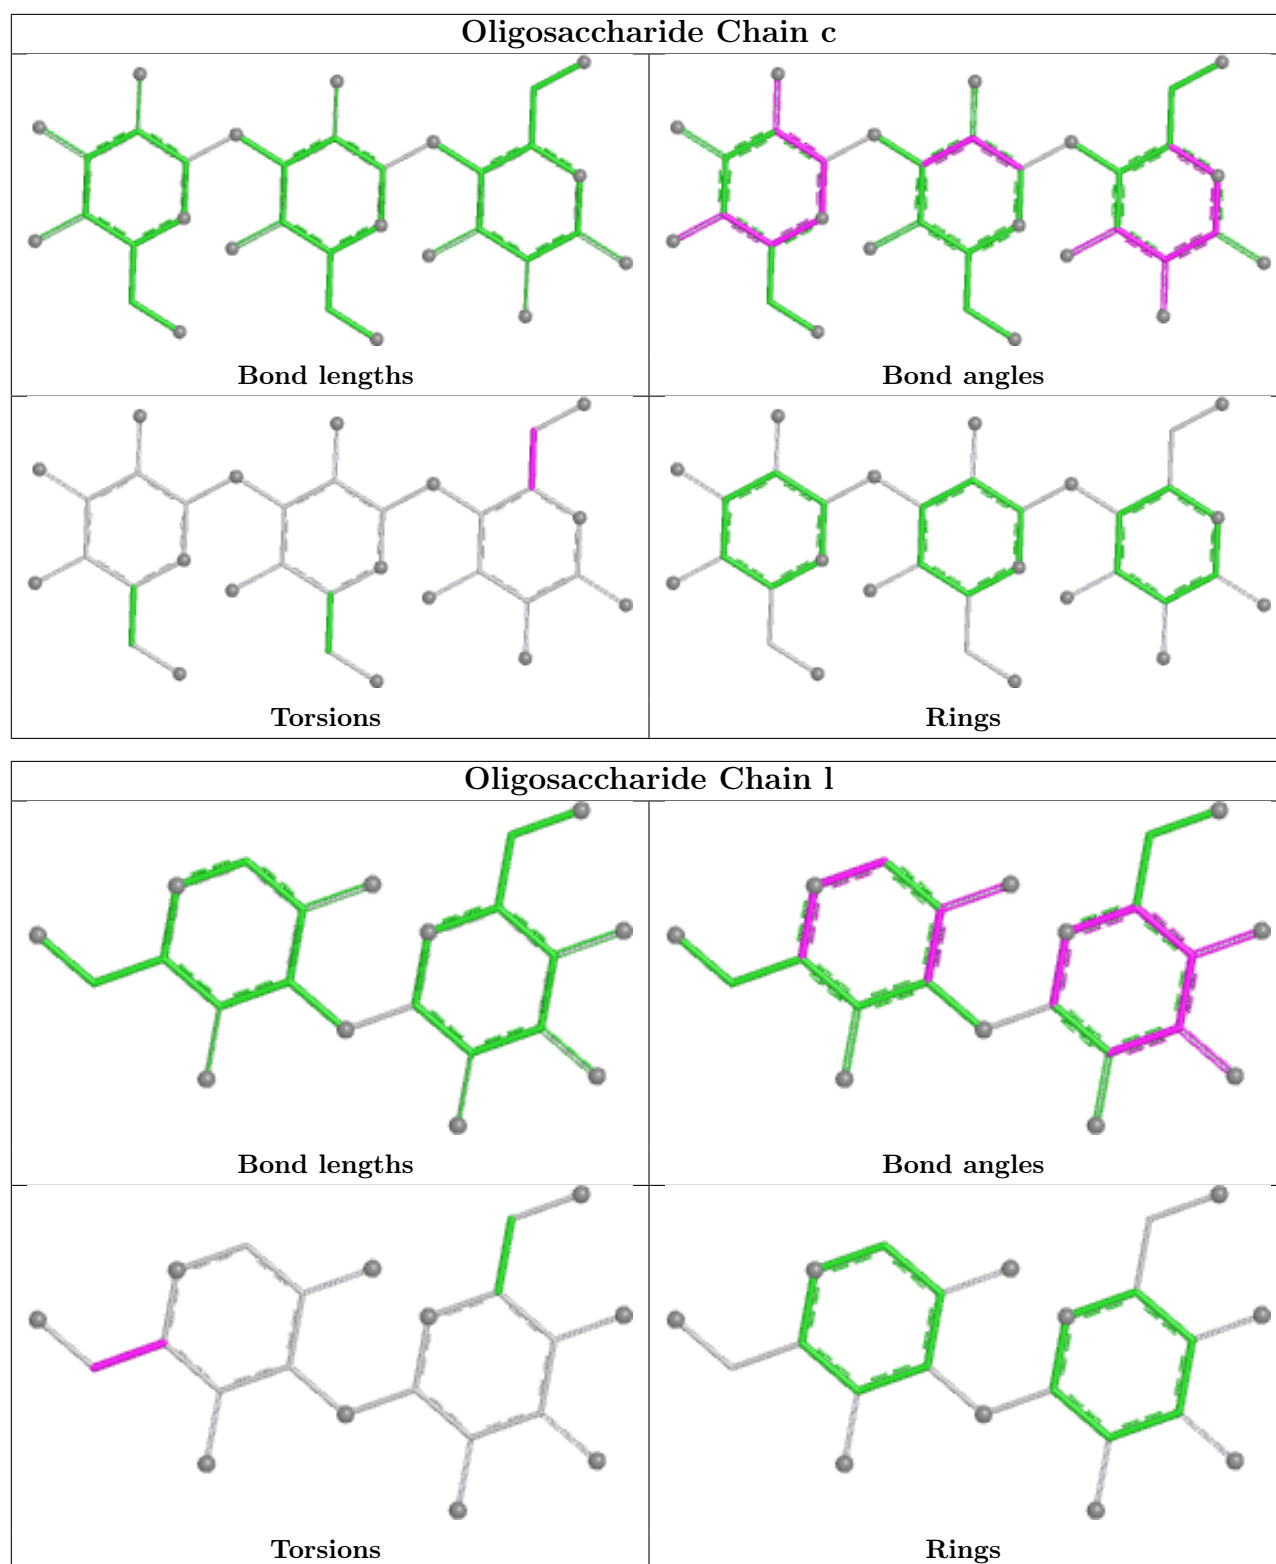 Oligosaccharide Chain c
Bond lengths
Bond angles
Torsions
Rings
Oligosaccharide Chain l
Bond lengths
Bond angles
Torsions
Rings